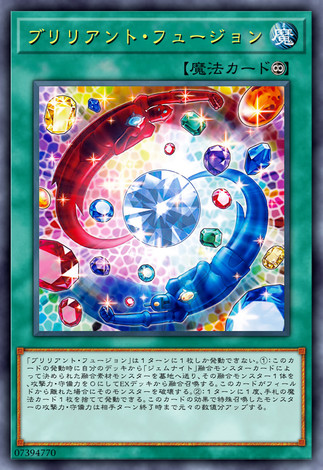 ブリリアント・フュージョン
魔
【魔法カード】
「ブリリアント・フュージョン」は1ターンに1枚しか発動できない。①:このカ
ードの発動時に自分のデッキから「ジェムナイト」融合モンスターカードによ
って決められた融合素材モンスターを墓地へ送り、その融合モンスター1体を
、攻撃力・守備力を0にしてEXデッキから融合召喚する。このカードがフィール
ドから離れた場合にそのモンスターを破壊する。②:1ターンに1度、手札の魔法
カード1枚を捨てて発動できる。このカードの効果で特殊召喚したモンス
ターの攻撃力・守備力は相手ターン終了時まで元々の数値分アップする。
07394770